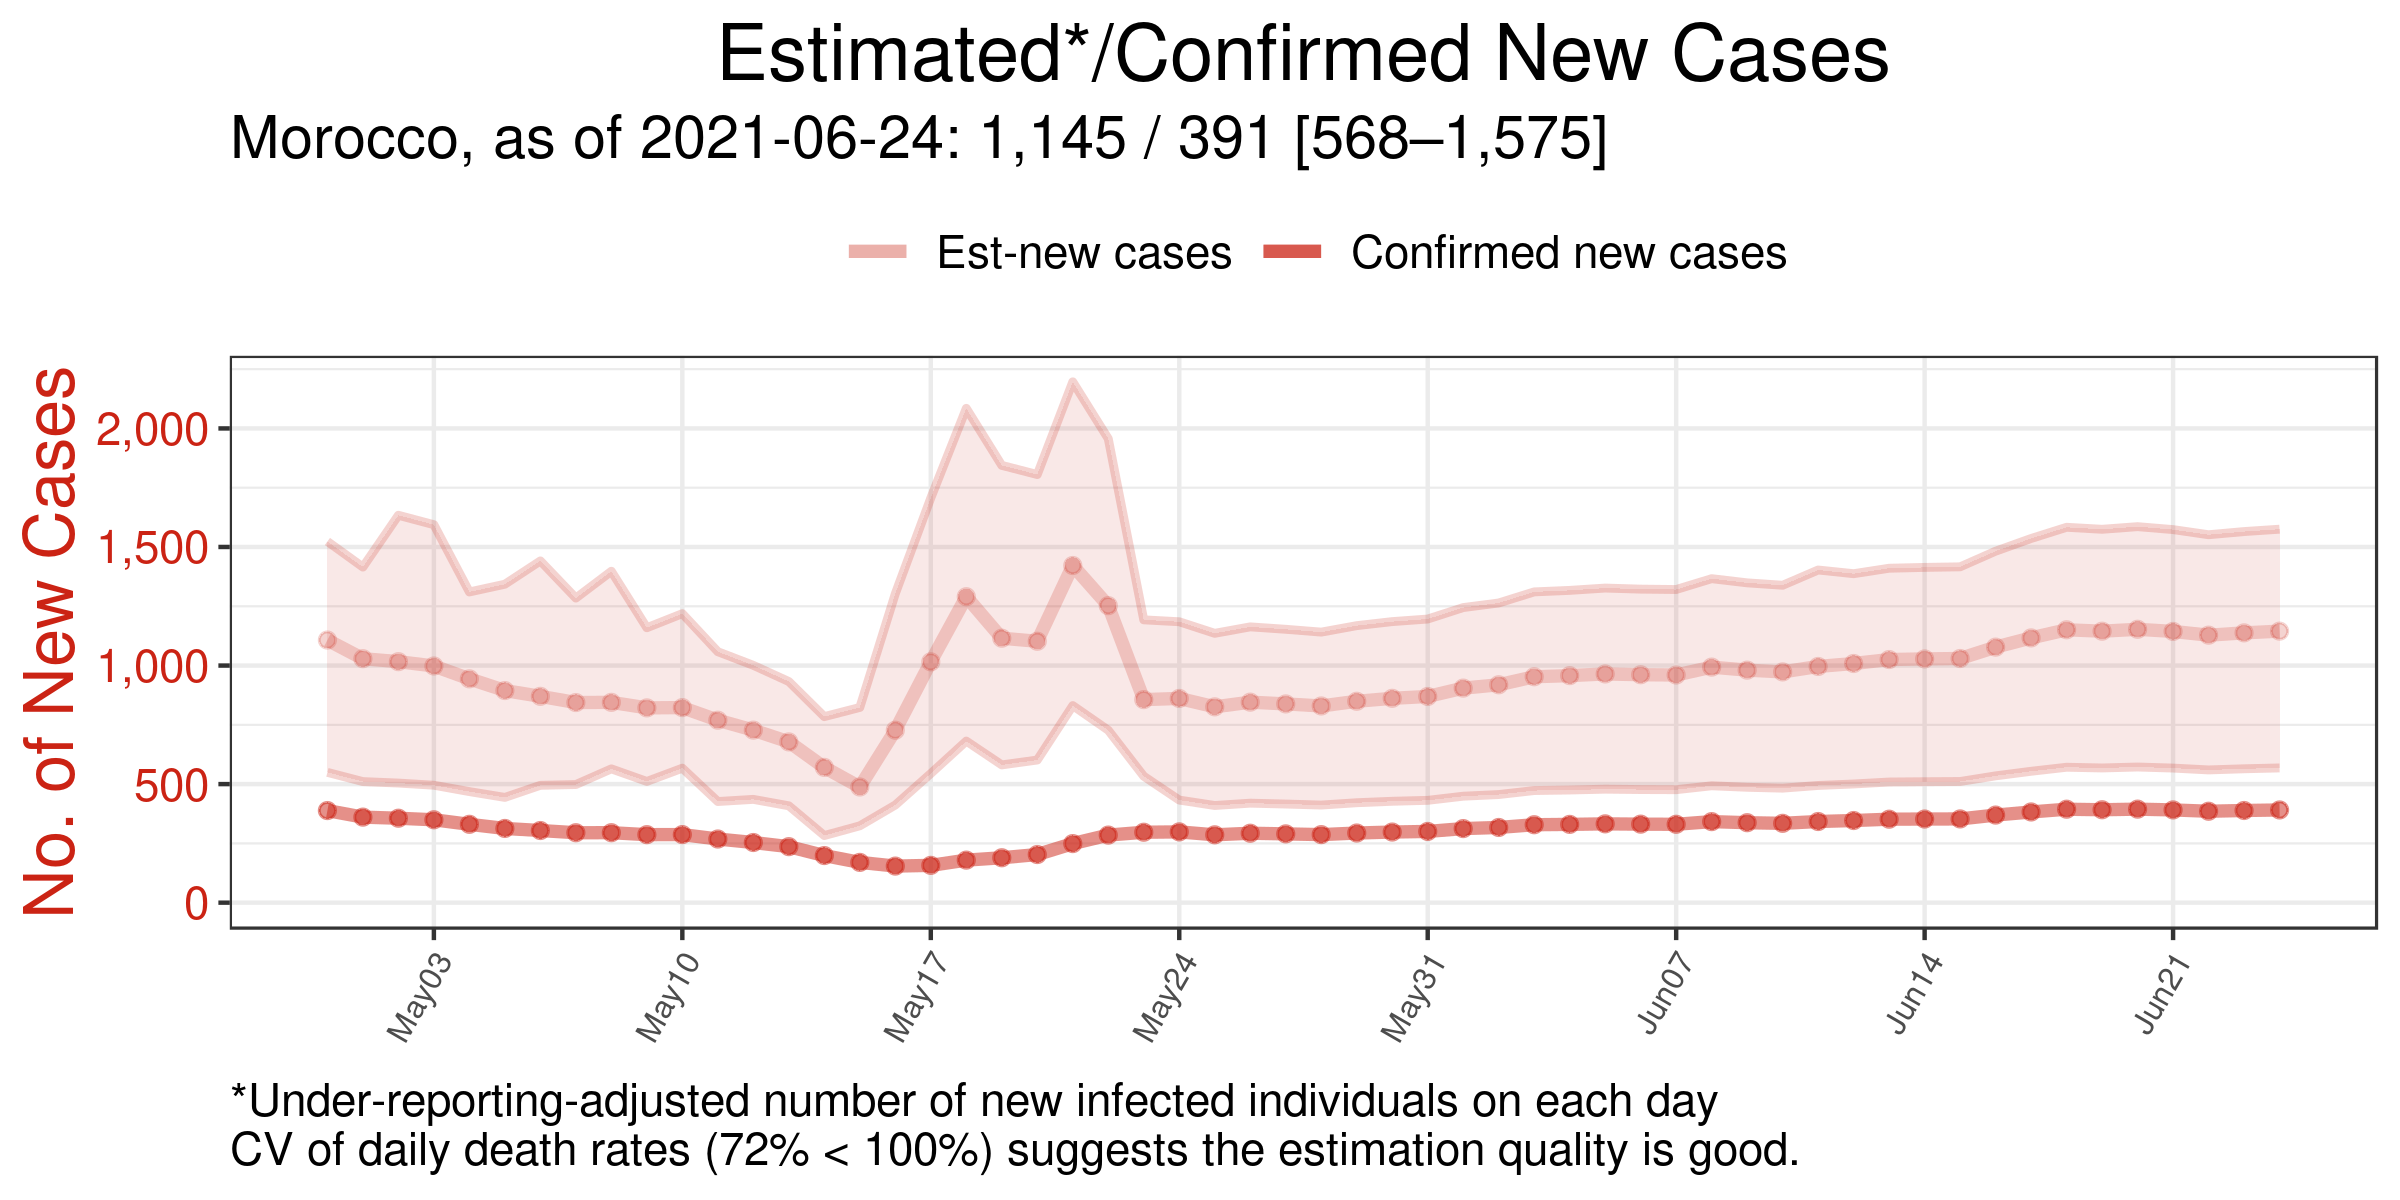 Estimated*/Confirmed New Cases
Morocco, as of 2021-06-24: 1,145 / 391 [568–1,575]
Est-new cases Confirmed new cases
No. of New Cases
2,000
1,500
1,000
500
0
May03 May10 May17 May24 May31 Jun07 Jun14 Jun21
*Under-reporting-adjusted number of new infected individuals on each day
CV of daily death rates (72% < 100%) suggests the estimation quality is good.